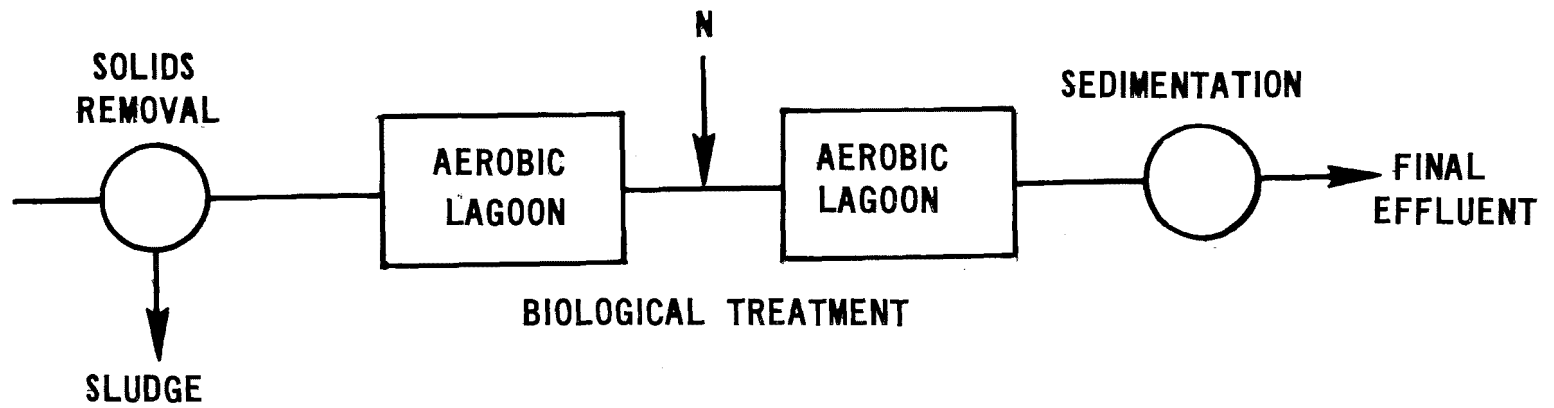 N
SOLIDS
REMOVAL
SEDIMENTATION
AEROBIC
LAGOON
AEROBIC
LAGOON
FINAL
EFFLUENT
BIOLOGICAL TREATMENT
SLUDGE